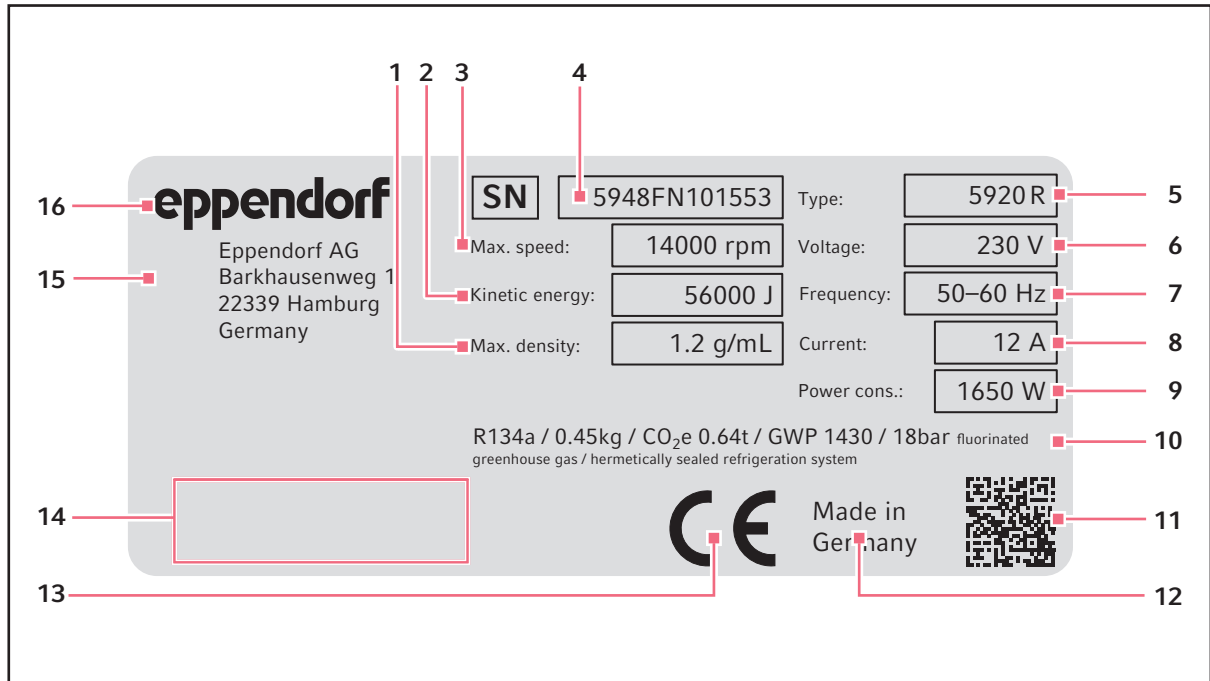 1 2 3 4
16 eppendorf SN 5948FN101553 Type: 5920 R 5
Eppendorf AG Max. speed: 14000 rpm Voltage: 230 V 6
15 Barkhausenweg 1
22339 Hamburg Kinetic energy: 56000 J Frequency: 50–60 Hz 7
Germany Max. density: 1.2 g/mL Current: 12 A 8
Power cons.: 1650 W 9
R134a / 0.45kg / CO₂e 0.64t / GWP 1430 / 18bar fluorinated 10
greenhouse gas / hermetically sealed refrigeration system
14 CE Made in 11
Germany
13 12